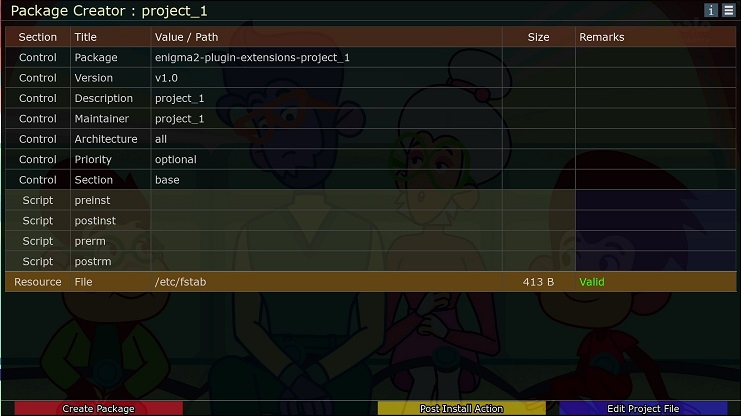 Package Creator : project_1
Section Title Value / Path Size Remarks
Control Package enigma2-plugin-extensions-project_1
Control Version v1.0
Control Description project_1
Control Maintainer project_1
Control Architecture all
Control Priority optional
Control Section base
Script preinst
Script postinst
Script prerm
Script postrm
Resource File /etc/fstab 413 B Valid
Create Package Post Install Action Edit Project File